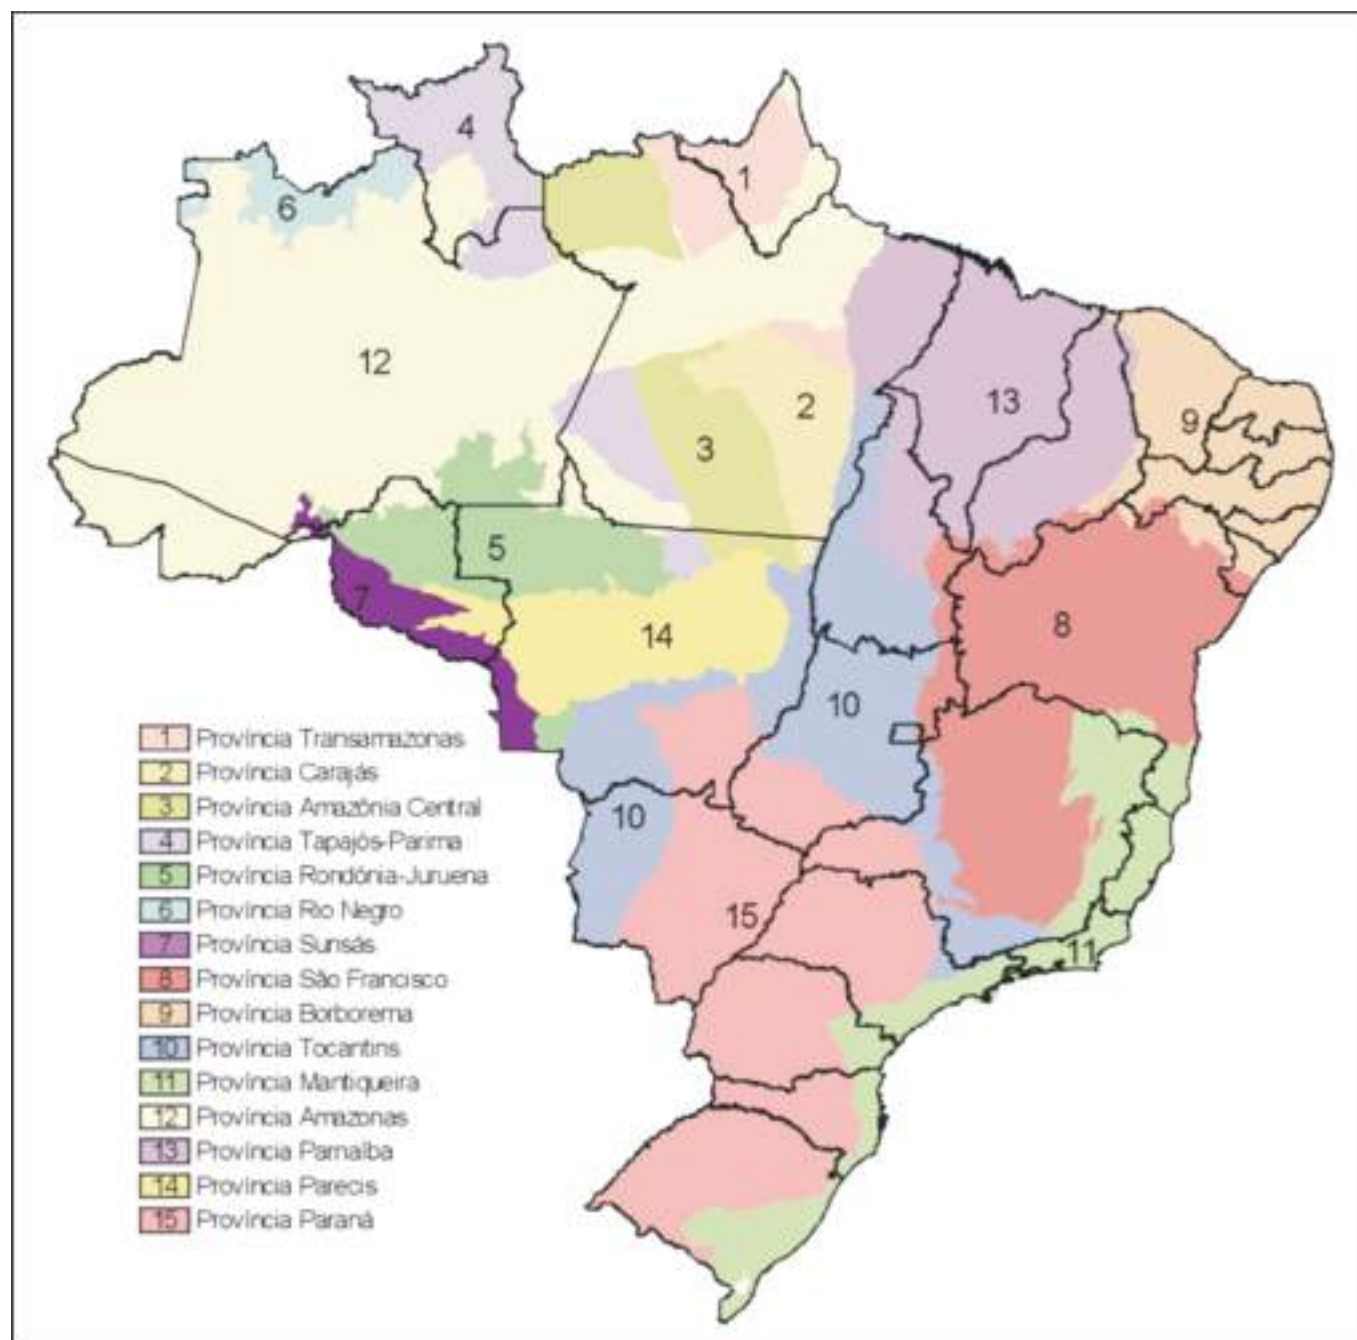 4
1
6
12
2
13
3
9
5
7
14
8
10
10
15
11
1 Província Transamazonas
2 Província Carajás
3 Província Amazônia Central
4 Província Tapajós-Parima
5 Província Rondônia-Juruena
6 Província Rio Negro
7 Província Sunsás
8 Província São Francisco
9 Província Borborema
10 Província Tocantins
11 Província Mantiqueira
12 Província Amazonas
13 Província Parnaíba
14 Província Parecis
15 Província Paraná